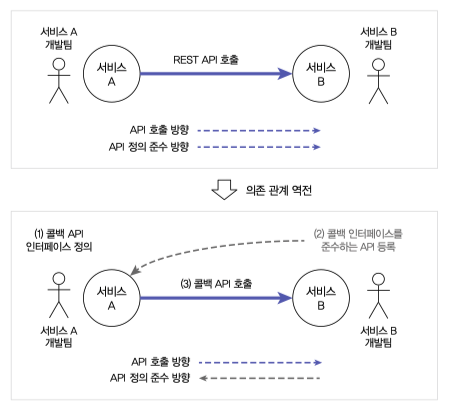 서비스 A
개발팀
서비스
A
REST API 호출
서비스
B
서비스 B
개발팀
API 호출 방향
API 정의 준수 방향
의존 관계 역전
(1) 콜백 API
인터페이스 정의
(2) 콜백 인터페이스를
준수하는 API 등록
서비스
A
(3) 콜백 API 호출
서비스
B
서비스 A
개발팀
서비스 B
개발팀
API 호출 방향
API 정의 준수 방향